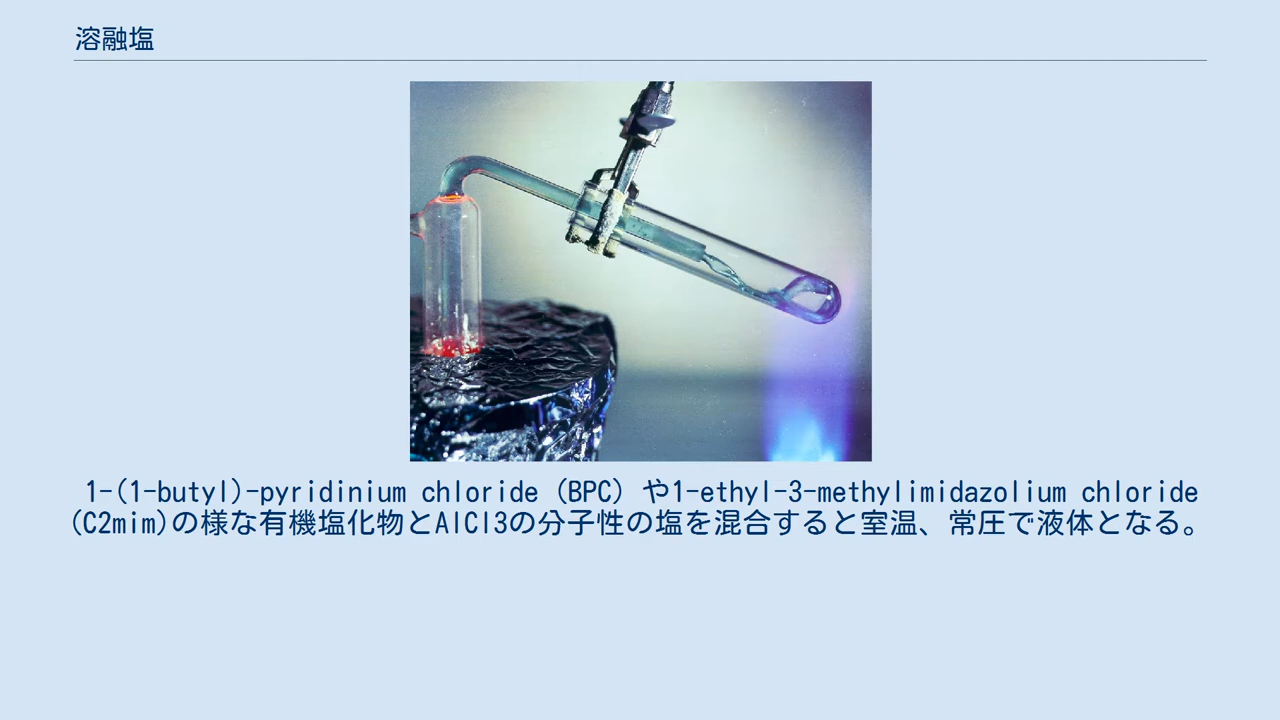 溶融塩
1-(1-butyl)-pyridinium chloride (BPC) や1-ethyl-3-methylimidazolium chloride
(C2mim)の様な有機塩化物とAlCl3の分子性の塩を混合すると室温、常圧で液体となる。